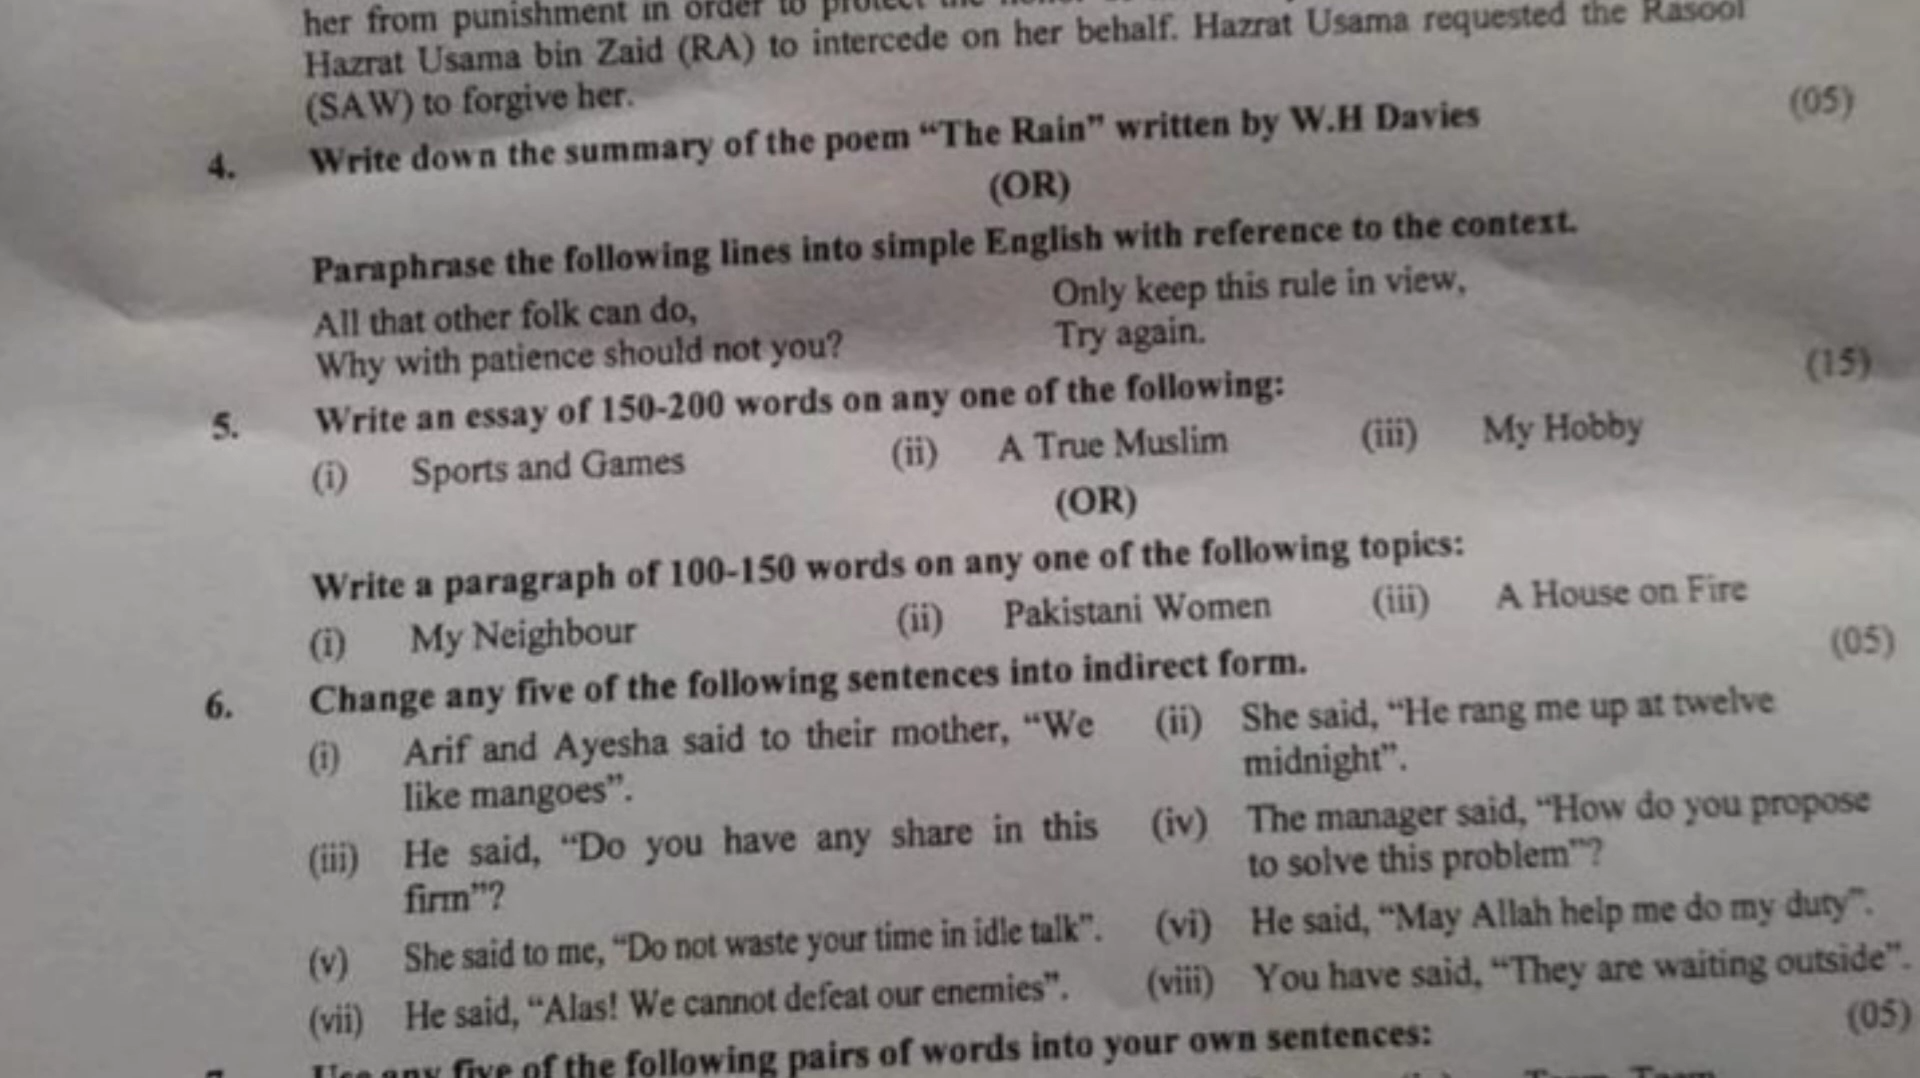 her from punishment in order to protect the
Hazrat Usama bin Zaid (RA) to intercede on her behalf. Hazrat Usama requested the Rasool
(SAW) to forgive her.
4. Write down the summary of the poem “The Rain” written by W.H Davies (05)
(OR)
Paraphrase the following lines into simple English with reference to the context.
All that other folk can do, Only keep this rule in view,
Why with patience should not you? Try again.
5. Write an essay of 150-200 words on any one of the following: (15)
(i) Sports and Games (ii) A True Muslim (iii) My Hobby
(OR)
Write a paragraph of 100-150 words on any one of the following topics:
(i) My Neighbour (ii) Pakistani Women (iii) A House on Fire
6. Change any five of the following sentences into indirect form. (05)
(i) Arif and Ayesha said to their mother, “We
like mangoes”.
(ii) She said, “He rang me up at twelve
midnight”.
(iii) He said, “Do you have any share in this
firm”?
(iv) The manager said, “How do you propose
to solve this problem”?
(v) She said to me, “Do not waste your time in idle talk”. (vi) He said, “May Allah help me do my duty”.
(vii) He said, “Alas! We cannot defeat our enemies”. (viii) You have said, “They are waiting outside”.
Use any five of the following pairs of words into your own sentences: (05)